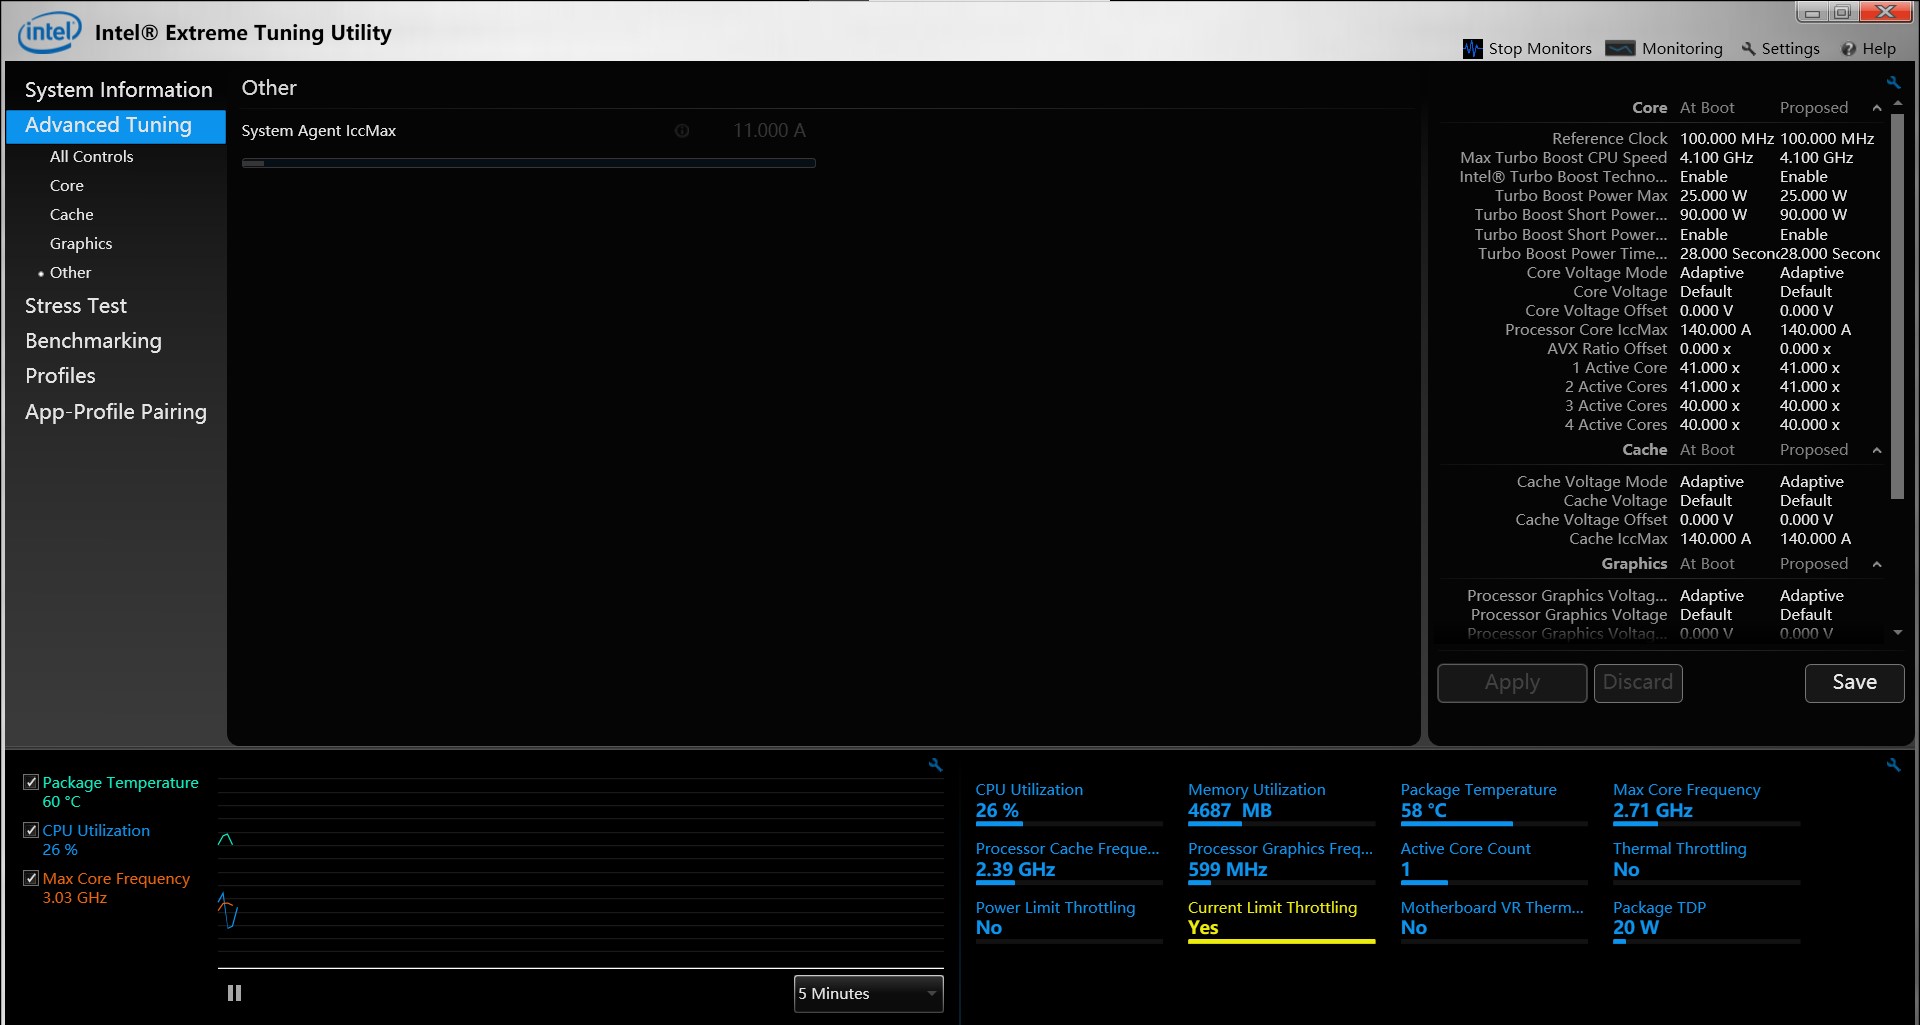 intel
Intel® Extreme Tuning Utility
Stop Monitors
Monitoring
Settings
Help
System Information
Advanced Tuning
All Controls
Core
Cache
Graphics
Other
Stress Test
Benchmarking
Profiles
App-Profile Pairing
Other
System Agent IccMax 11.000 A
Core At Boot Proposed
Reference Clock 100.000 MHz 100.000 MHz
Max Turbo Boost CPU Speed 4.100 GHz 4.100 GHz
Intel® Turbo Boost Techno... Enable Enable
Turbo Boost Power Max 25.000 W 25.000 W
Turbo Boost Short Power... 90.000 W 90.000 W
Turbo Boost Short Power... Enable Enable
Turbo Boost Power Time... 28.000 Secon 28.000 Secon
Core Voltage Mode Adaptive Adaptive
Core Voltage Default Default
Core Voltage Offset 0.000 V 0.000 V
Processor Core IccMax 140.000 A 140.000 A
AVX Ratio Offset 0.000 x 0.000 x
1 Active Core 41.000 x 41.000 x
2 Active Cores 41.000 x 41.000 x
3 Active Cores 40.000 x 40.000 x
4 Active Cores 40.000 x 40.000 x
Cache At Boot Proposed
Cache Voltage Mode Adaptive Adaptive
Cache Voltage Default Default
Cache Voltage Offset 0.000 V 0.000 V
Cache IccMax 140.000 A 140.000 A
Graphics At Boot Proposed
Processor Graphics Voltag... Adaptive Adaptive
Processor Graphics Voltage Default Default
Processor Graphics Voltag... 0.000 V 0.000 V
Apply
Discard
Save
Package Temperature
60 °C
CPU Utilization
26 %
Max Core Frequency
3.03 GHz
5 Minutes
CPU Utilization
26 %
Memory Utilization
4687 MB
Package Temperature
58 °C
Max Core Frequency
2.71 GHz
Processor Cache Freque...
2.39 GHz
Processor Graphics Freq...
599 MHz
Active Core Count
1
Thermal Throttling
No
Power Limit Throttling
No
Current Limit Throttling
Yes
Motherboard VR Therm...
No
Package TDP
20 W